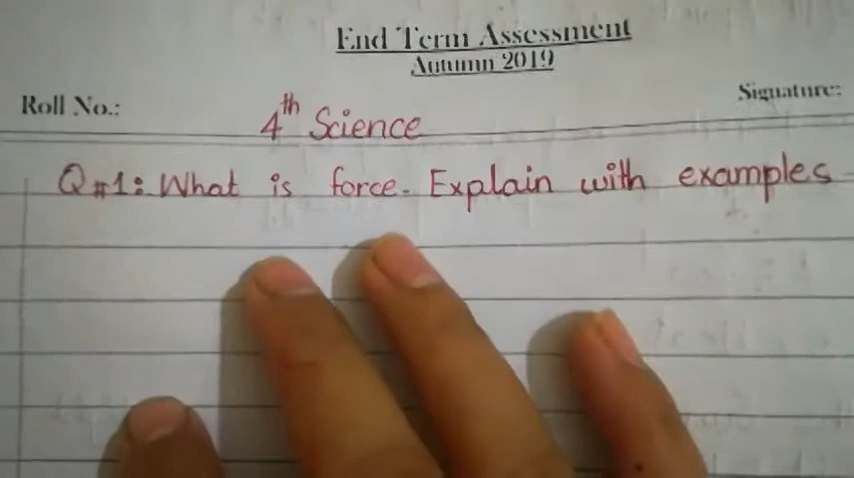 End Term Assessment
Autumn 2019
Roll No.:
Signature:
4th Science
Q#1: What is force. Explain with examples